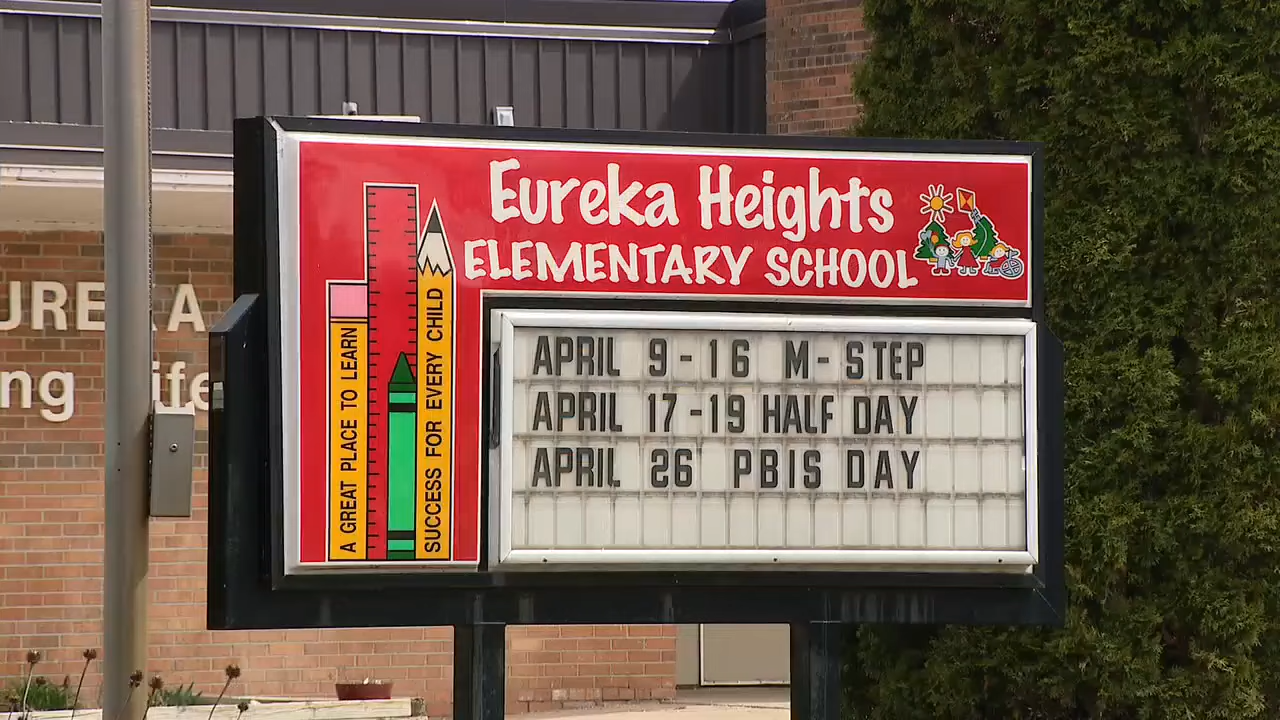 Eureka Heights
ELEMENTARY SCHOOL
A GREAT PLACE TO LEARN
SUCCESS FOR EVERY CHILD
APRIL 9-16 M-STEP
APRIL 17-19 HALF DAY
APRIL 26 PBIS DAY